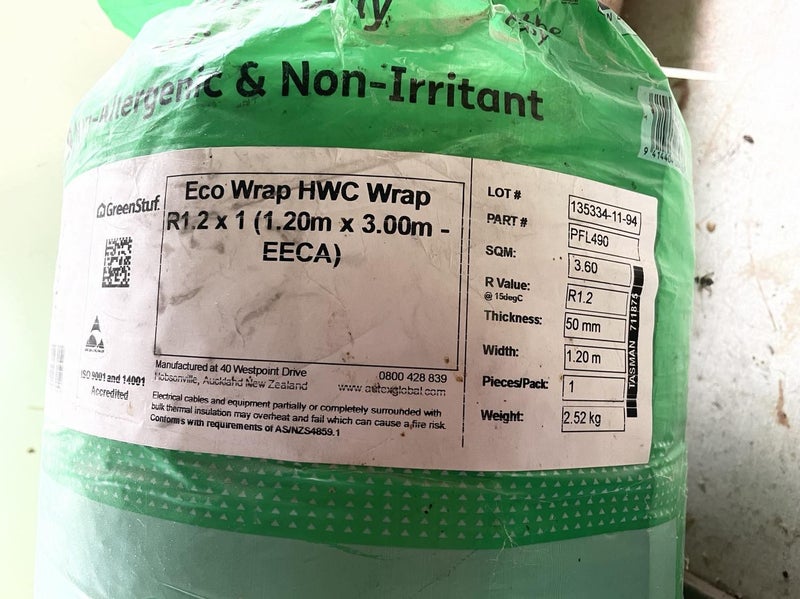 & Non-Irritant
GreenStuf
Eco Wrap HWC Wrap
R1.2 x 1 (1.20m x 3.00m -
EECA)
ISO 9001 and 14001
Accredited
Manufactured at 40 Westpoint Drive
Hobsonville, Auckland New Zealand
0800 428 839
www.autexglobal.com
Electrical cables and equipment partially or completely surrounded with
bulk thermal insulation may overheat and fail which can cause a fire risk.
Conforms with requirements of AS/NZS4859.1
LOT # 135334-11-94
PART # PFL490
SQM: 3.60
R Value: R1.2
@ 15degC
Thickness: 50 mm
Width: 1.20 m
Pieces/Pack: 1
Weight: 2.52 kg
TASMAN 711875